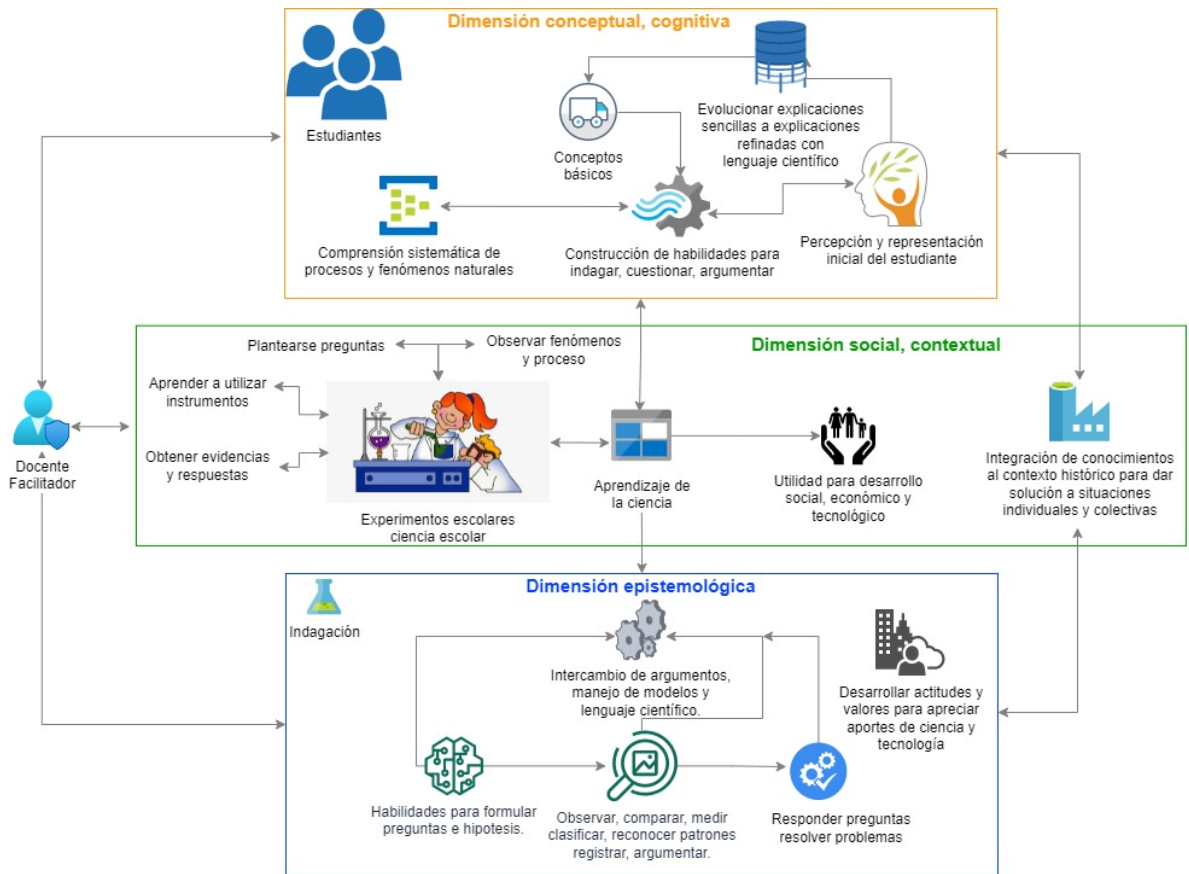 Dimensión conceptual, cognitiva
Estudiantes
Evolucionar explicaciones
sencillas a explicaciones
refinadas con
lenguaje científico
Conceptos
básicos
Comprensión sistemática de
procesos y fenómenos naturales
Construcción de habilidades para
indagar, cuestionar, argumentar
Percepción y representación
inicial del estudiante
Docente
Facilitador
Dimensión social, contextual
Plantearse preguntas
Observar fenómenos
y proceso
Aprender a utilizar
instrumentos
Obtener evidencias
y respuestas
Experimentos escolares
ciencia escolar
Aprendizaje de
la ciencia
Utilidad para desarrollo
social, económico y
tecnológico
Integración de conocimientos
al contexto histórico para dar
solución a situaciones
individuales y colectivas
Dimensión epistemológica
Indagación
Intercambio de argumentos,
manejo de modelos y
lenguaje científico.
Desarrollar actitudes y
valores para apreciar
aportes de ciencia y
tecnología
Habilidades para formular
preguntas e hipotesis.
Observar, comparar, medir
clasificar, reconocer patrones
registrar, argumentar.
Responder preguntas
resolver problemas